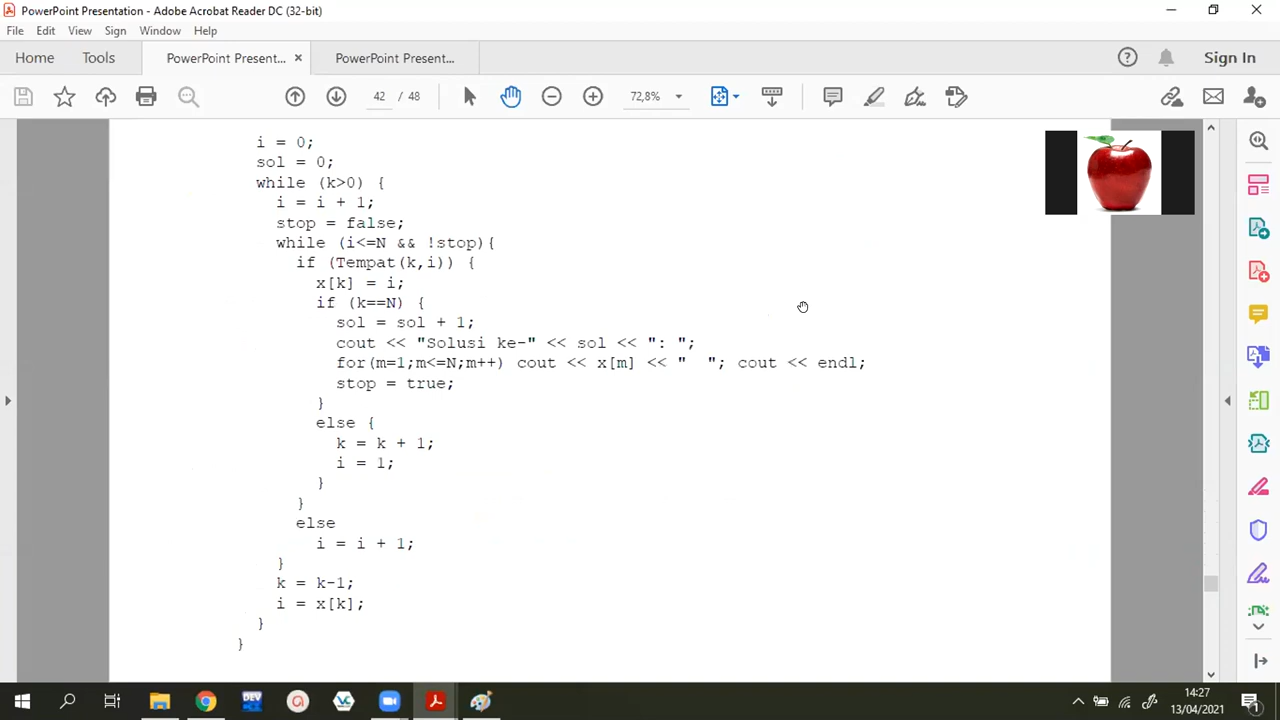 PowerPoint Presentation - Adobe Acrobat Reader DC (32-bit)
File Edit View Sign Window Help
Home Tools PowerPoint Present... × PowerPoint Present... Sign In
42 / 48 72,8%
i = 0;
sol = 0;
while (k>0) {
i = i + 1;
stop = false;
while (i<=N && !stop){
if (Tempat(k,i)) {
x[k] = i;
if (k==N) {
sol = sol + 1;
cout << "Solusi ke-" << sol << ": ";
for(m=1;m<=N;m++) cout << x[m] << "  "; cout << endl;
stop = true;
}
else {
k = k + 1;
i = 1;
}
}
else
i = i + 1;
}
k = k-1;
i = x[k];
}
}
DEV
14:27
13/04/2021
1